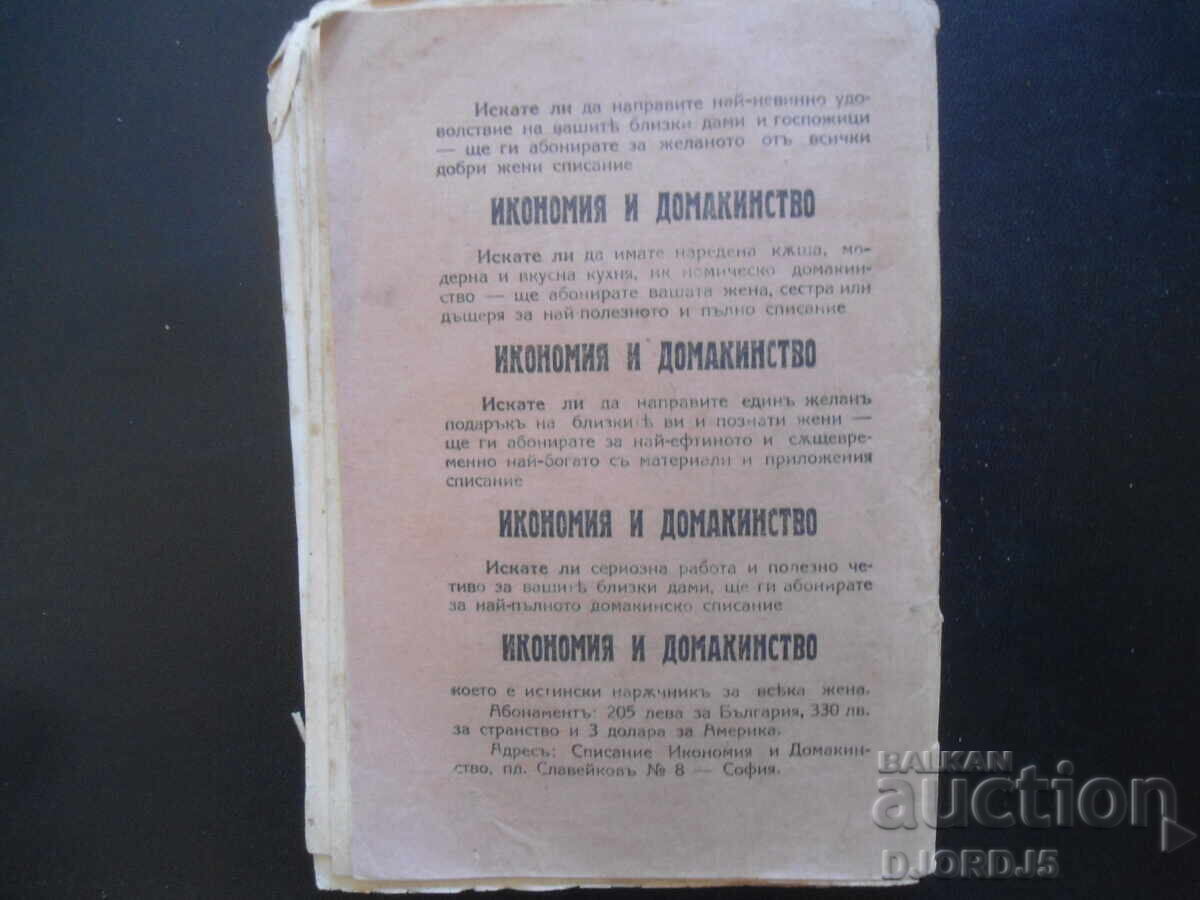 Искате ли да направите най-невинно удо-
волствие на вашитѣ близки дами и госпожици
— ще ги абонирате за желаното отъ всички
добри жени списание
ИКОНОМИЯ И ДОМАКИНСТВО
Искате ли да имате наредена кѫща, мо-
дерна и вкусна кухня, ик номическо домакин-
ство — ще абонирате вашата жена, сестра или
дъщеря за най полезното и пълно списание
ИКОНОМИЯ И ДОМАКИНСТВО
Искате ли да направите единъ желанъ
подаръкъ на близки ѣ ви и познати жени —
ще ги абонирате за най-ефтиното и сѫщевре-
менно най-богато съ материали и приложения
списание
ИКОНОМИЯ И ДОМАКИНСТВО
Искате ли сериозна работа и полезно че-
тиво за вашитѣ близки дами, ще ги абонирате
за най-пълното домакинско списание
ИКОНОМИЯ И ДОМАКИНСТВО
което е истински нарѫчникъ за всѣка жена.
Абонаментъ: 205 лева за България, 330 лв.
за странство и 3 долара за Америка.
Адресъ: Списание Икономия и Домакин-
ство, пл. Славейковъ № 8 — София.
BALKAN
auction
DJORDJ5